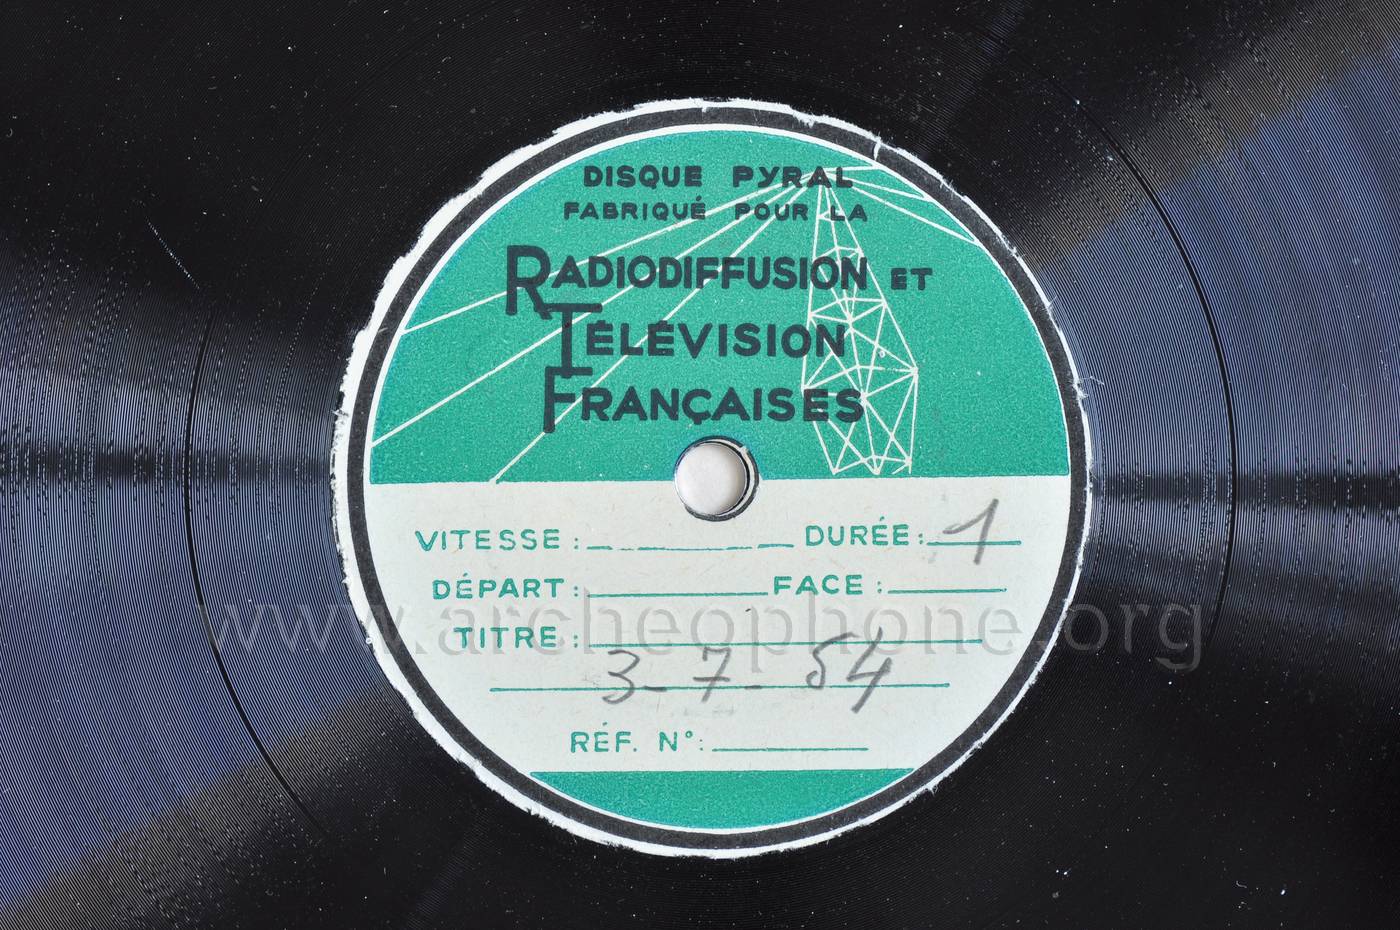 DISQUE PYRAL
FABRIQUÉ POUR LA
RADIODIFFUSION ET
TÉLÉVISION
FRANÇAISES
VITESSE : DURÉE : 1
DÉPART : FACE :
TITRE :
www.archeophone.org
3-7-54
RÉF. N° :